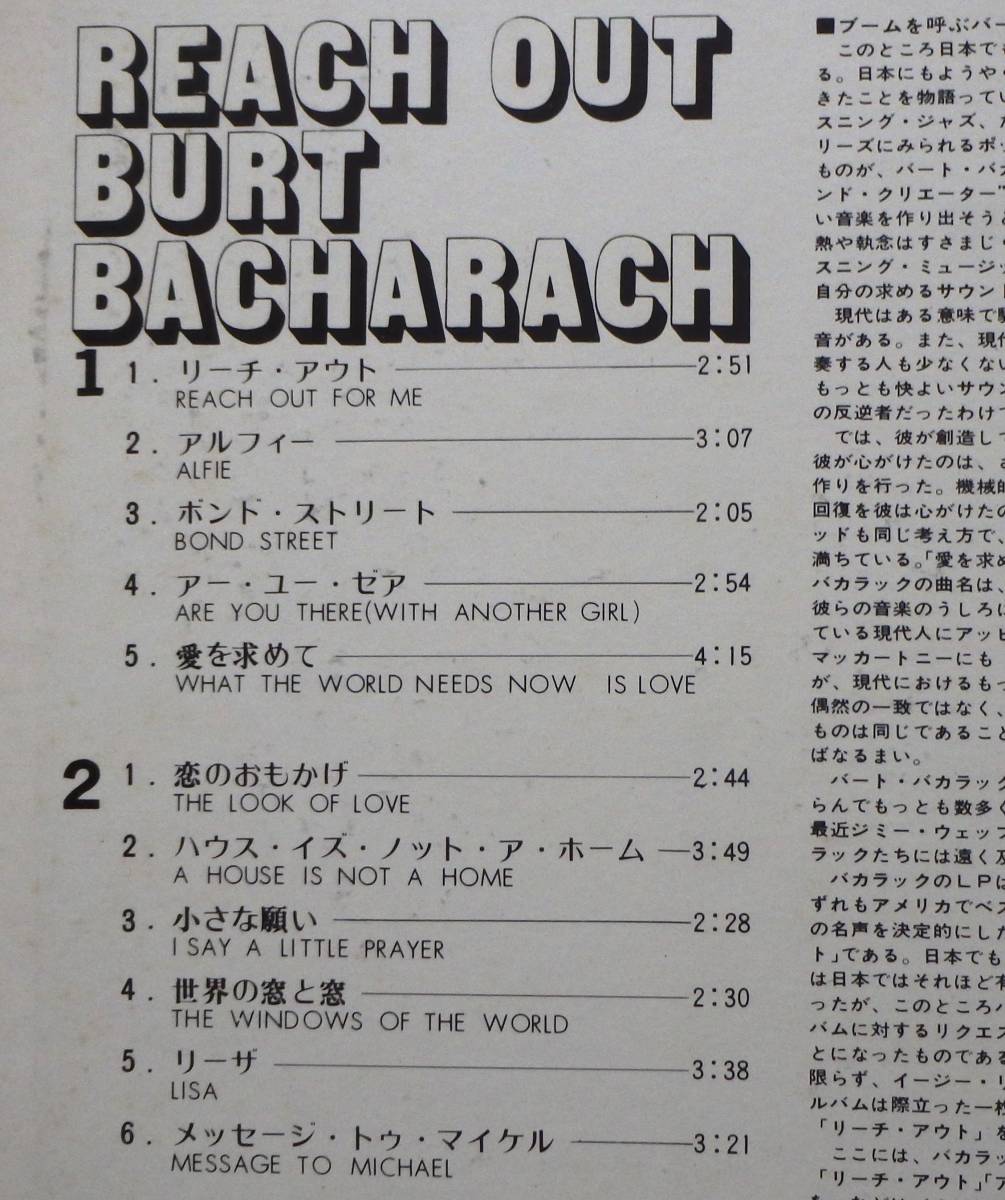 REACH OUT
BURT
BACHARACH
1
1. リーチ・アウト 2:51
REACH OUT FOR ME
2. アルフィー 3:07
ALFIE
3. ボンド・ストリート 2:05
BOND STREET
4. アー・ユー・ゼア 2:54
ARE YOU THERE(WITH ANOTHER GIRL)
5. 愛を求めて 4:15
WHAT THE WORLD NEEDS NOW IS LOVE
2
1. 恋のおもかげ 2:44
THE LOOK OF LOVE
2. ハウス・イズ・ノット・ア・ホーム 3:49
A HOUSE IS NOT A HOME
3. 小さな願い 2:28
I SAY A LITTLE PRAYER
4. 世界の窓と窓 2:30
THE WINDOWS OF THE WORLD
5. リーザ 3:38
LISA
6. メッセージ・トゥ・マイケル 3:21
MESSAGE TO MICHAEL
■ブームを呼ぶバー
このところ日本で
る。日本にもようや
きたことを物語ってい
スニング・ジャズ、
リーズにみられるポッ
ものが、バート・バカ
ンド・クリエーター"
い音楽を作り出そうと
熱や執念はすさまじ
スニング・ミュージッ
自分の求めるサウンド
現代はある意味で騒
音がある。また、現代
奏する人も少なくない
もっとも快よいサウン
の反逆者だったわけ
では、彼が創造し
彼が心がけたのは、
作りを行った。機械的
回復を彼は心がけたの
ッドも同じ考え方で、
満ちている。「愛を求め
バカラックの曲名は、
彼らの音楽のうしろに
ている現代人にアッピ
マッカートニーにも
が、現代におけるもっ
偶然の一致ではなく、
ものは同じであること
ばなるまい。
バート・バカラック
らんでもっとも数多く
最近ジミー・ウェッブ
ラックたちには遠く及
バカラックのLPは
ずれもアメリカでベス
の名声を決定的にした
ト」である。日本でも
は日本ではそれほど有
ったが、このところバ
バムに対するリクエス
とになったものである
限らず、イージー・リ
ルバムは際立った一枚
「リーチ・アウト」を
ここには、バカラッ
「リーチ・アウト」「ア